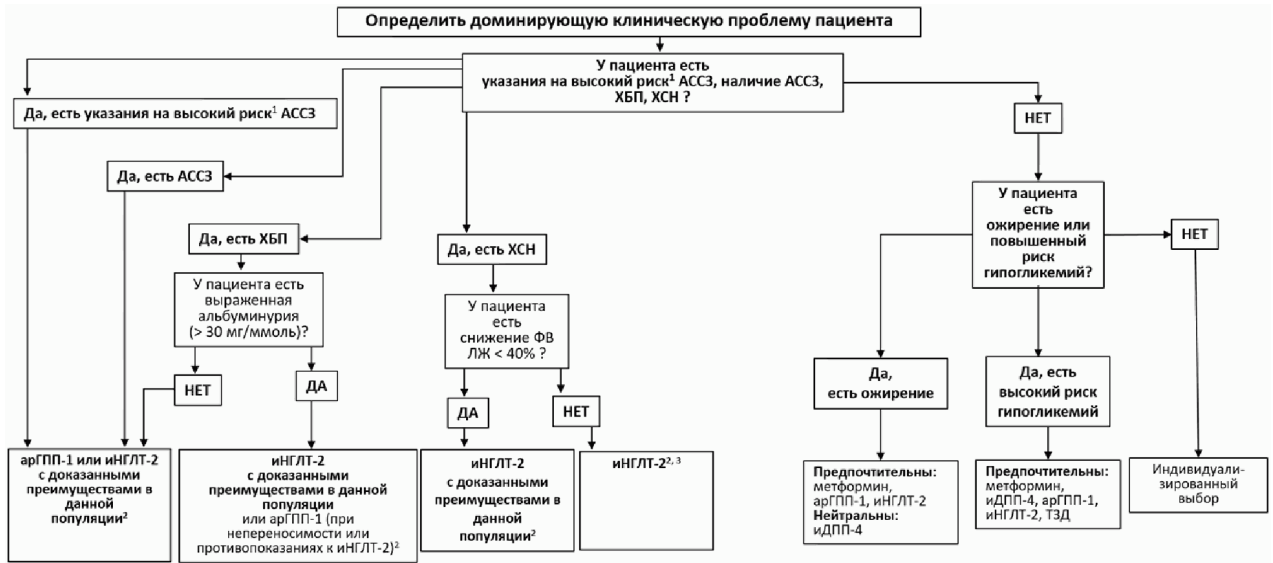 Определить доминирующую клиническую проблему пациента
У пациента есть
указания на высокий риск¹ АССЗ, наличие АССЗ,
ХБП, ХСН ?
Да, есть указания на высокий риск¹ АССЗ
НЕТ
Да, есть АССЗ
У пациента
есть
ожирение или
повышенный
риск
гипогликемий?
НЕТ
Да, есть ХБП
Да, есть ХСН
У пациента есть
выраженная
альбуминурия
(> 30 мг/ммоль)?
У пациента
есть
снижение ФВ
ЛЖ < 40% ?
НЕТ
ДА
ДА
НЕТ
Да,
есть ожирение
Да, есть
высокий риск
гипогликемий
арГПП-1 или иНГЛТ-2
с доказанными
преимуществами в
данной
популяции²
иНГЛТ-2
с доказанными
преимуществами в данной
популяции
или арГПП-1 (при
непереносимости или
противопоказаниях к иНГЛТ-2)²
иНГЛТ-2
с доказанными
преимуществами в
данной
популяции²
иНГЛТ-2²,³
Предпочтительны:
метформин,
арГПП-1, иНГЛТ-2
Нейтральны:
иДПП-4
Предпочтительны:
метформин,
иДПП-4, арГПП-1,
иНГЛТ-2, ТЗД
Индивидуали-
зированный
выбор